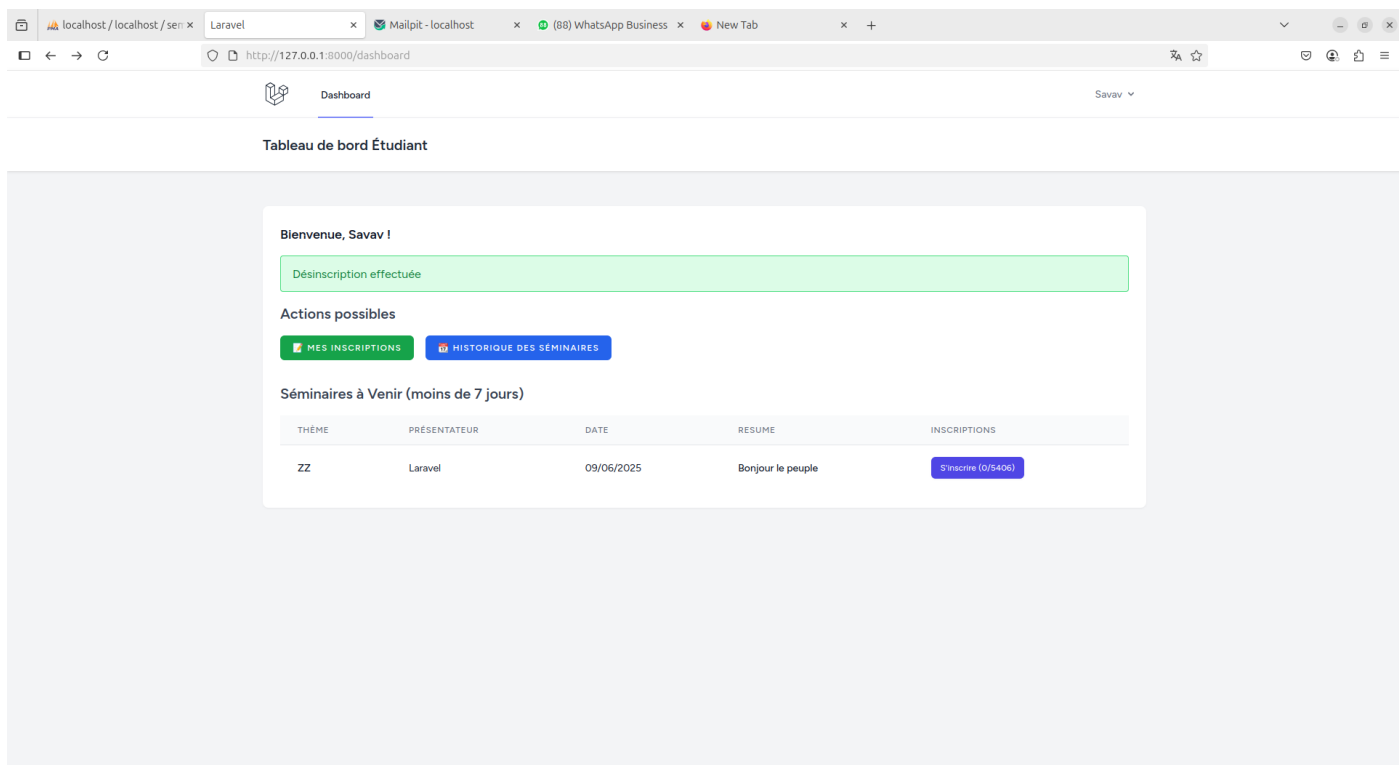 localhost / localhost / sem
Laravel
Mailpit - localhost
(88) WhatsApp Business
New Tab
http://127.0.0.1:8000/dashboard
Dashboard
Savav
Tableau de bord Étudiant
Bienvenue, Savav !
Désinscription effectuée
Actions possibles
MES INSCRIPTIONS
HISTORIQUE DES SÉMINAIRES
Séminaires à Venir (moins de 7 jours)
THÈME PRÉSENTATEUR DATE RESUME INSCRIPTIONS
ZZ Laravel 09/06/2025 Bonjour le peuple S'inscrire (0/5406)